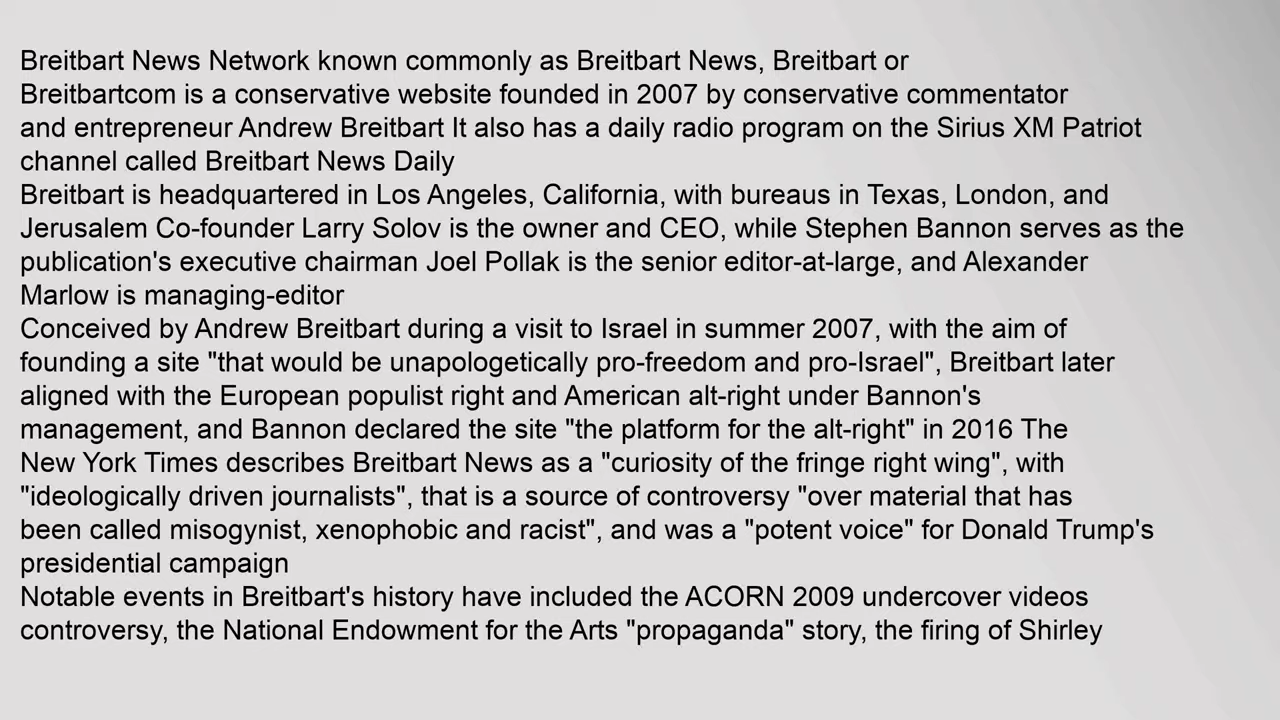 Breitbart News Network known commonly as Breitbart News, Breitbart or
Breitbartcom is a conservative website founded in 2007 by conservative commentator
and entrepreneur Andrew Breitbart It also has a daily radio program on the Sirius XM Patriot
channel called Breitbart News Daily
Breitbart is headquartered in Los Angeles, California, with bureaus in Texas, London, and
Jerusalem Co-founder Larry Solov is the owner and CEO, while Stephen Bannon serves as the
publication's executive chairman Joel Pollak is the senior editor-at-large, and Alexander
Marlow is managing-editor
Conceived by Andrew Breitbart during a visit to Israel in summer 2007, with the aim of
founding a site "that would be unapologetically pro-freedom and pro-Israel", Breitbart later
aligned with the European populist right and American alt-right under Bannon's
management, and Bannon declared the site "the platform for the alt-right" in 2016 The
New York Times describes Breitbart News as a "curiosity of the fringe right wing", with
"ideologically driven journalists", that is a source of controversy "over material that has
been called misogynist, xenophobic and racist", and was a "potent voice" for Donald Trump's
presidential campaign
Notable events in Breitbart's history have included the ACORN 2009 undercover videos
controversy, the National Endowment for the Arts "propaganda" story, the firing of Shirley